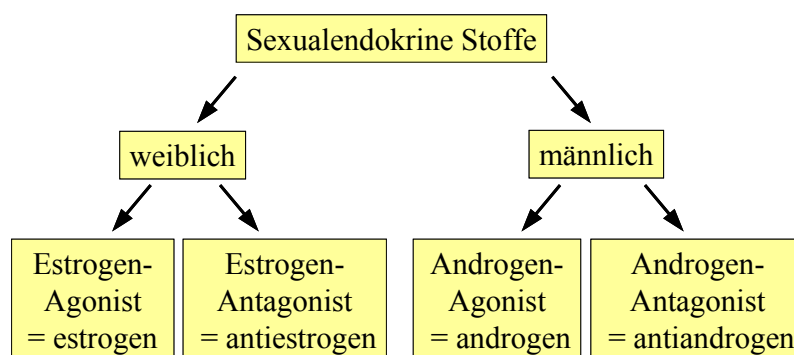 Sexualendokrine Stoffe
weiblich
männlich
Estrogen-
Agonist
= estrogen
Estrogen-
Antagonist
= antiestrogen
Androgen-
Agonist
= androgen
Androgen-
Antagonist
= antiandrogen